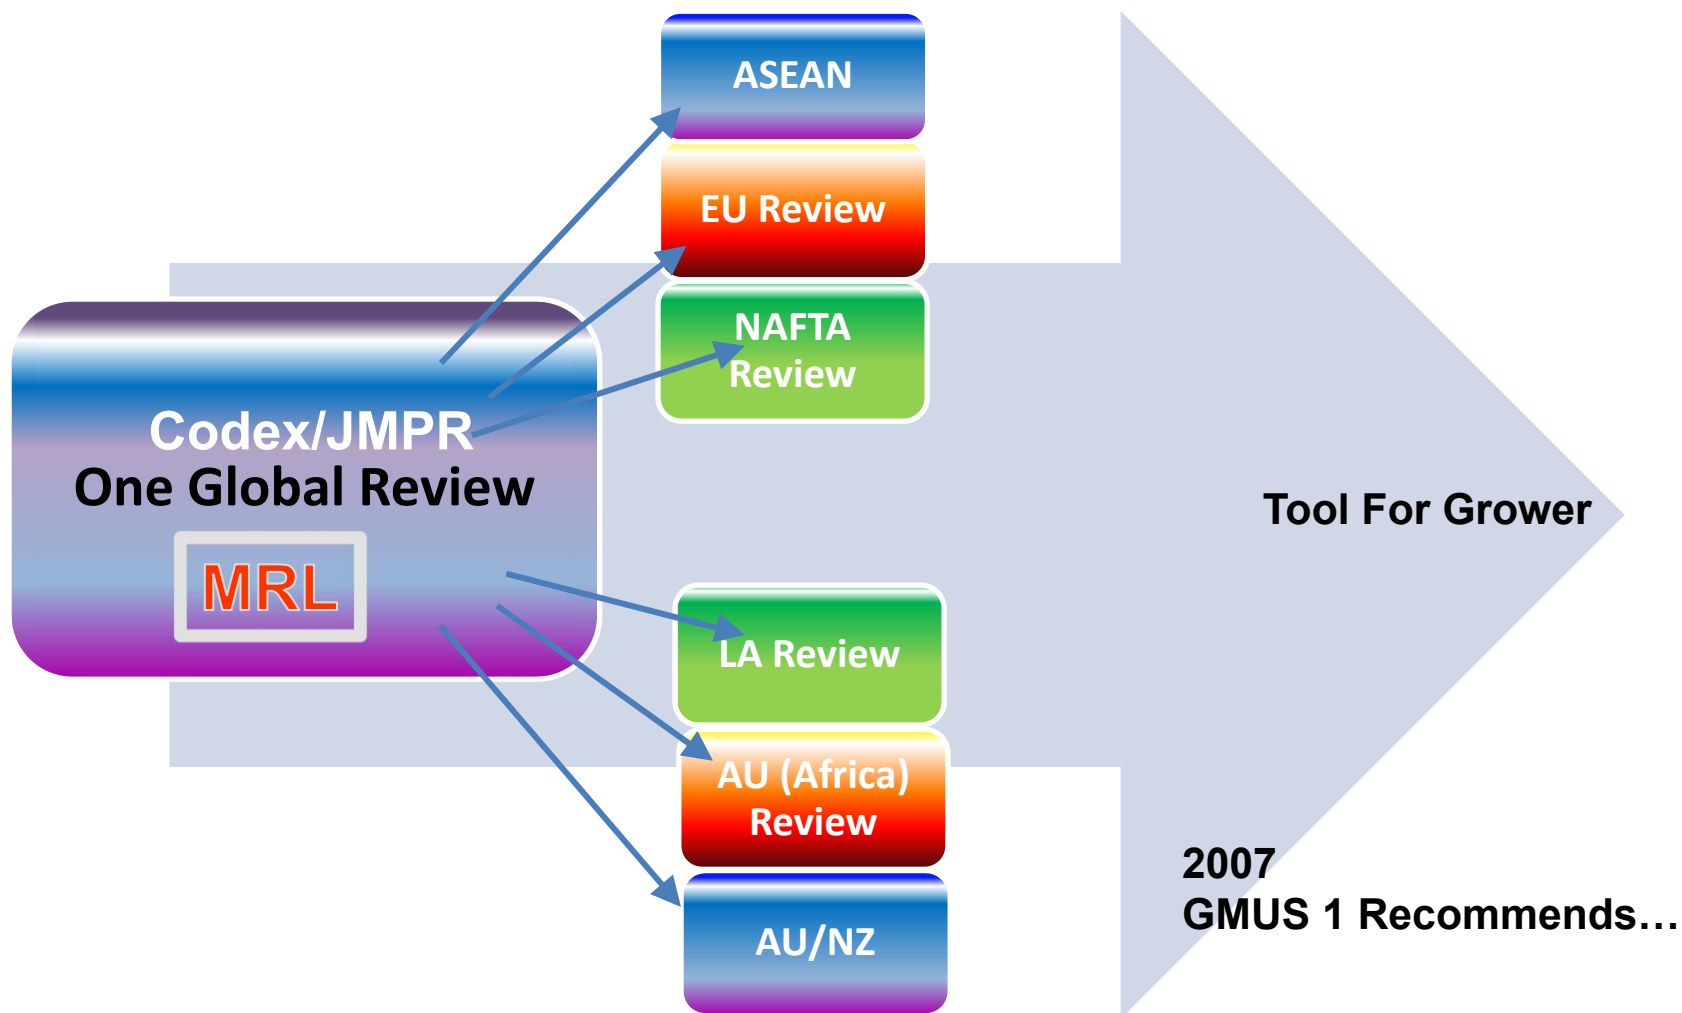 ASEAN
EU Review
NAFTA
Review
Codex/JMPR
One Global Review
MRL
Tool For Grower
LA Review
AU (Africa)
Review
AU/NZ
2007
GMUS 1 Recommends…